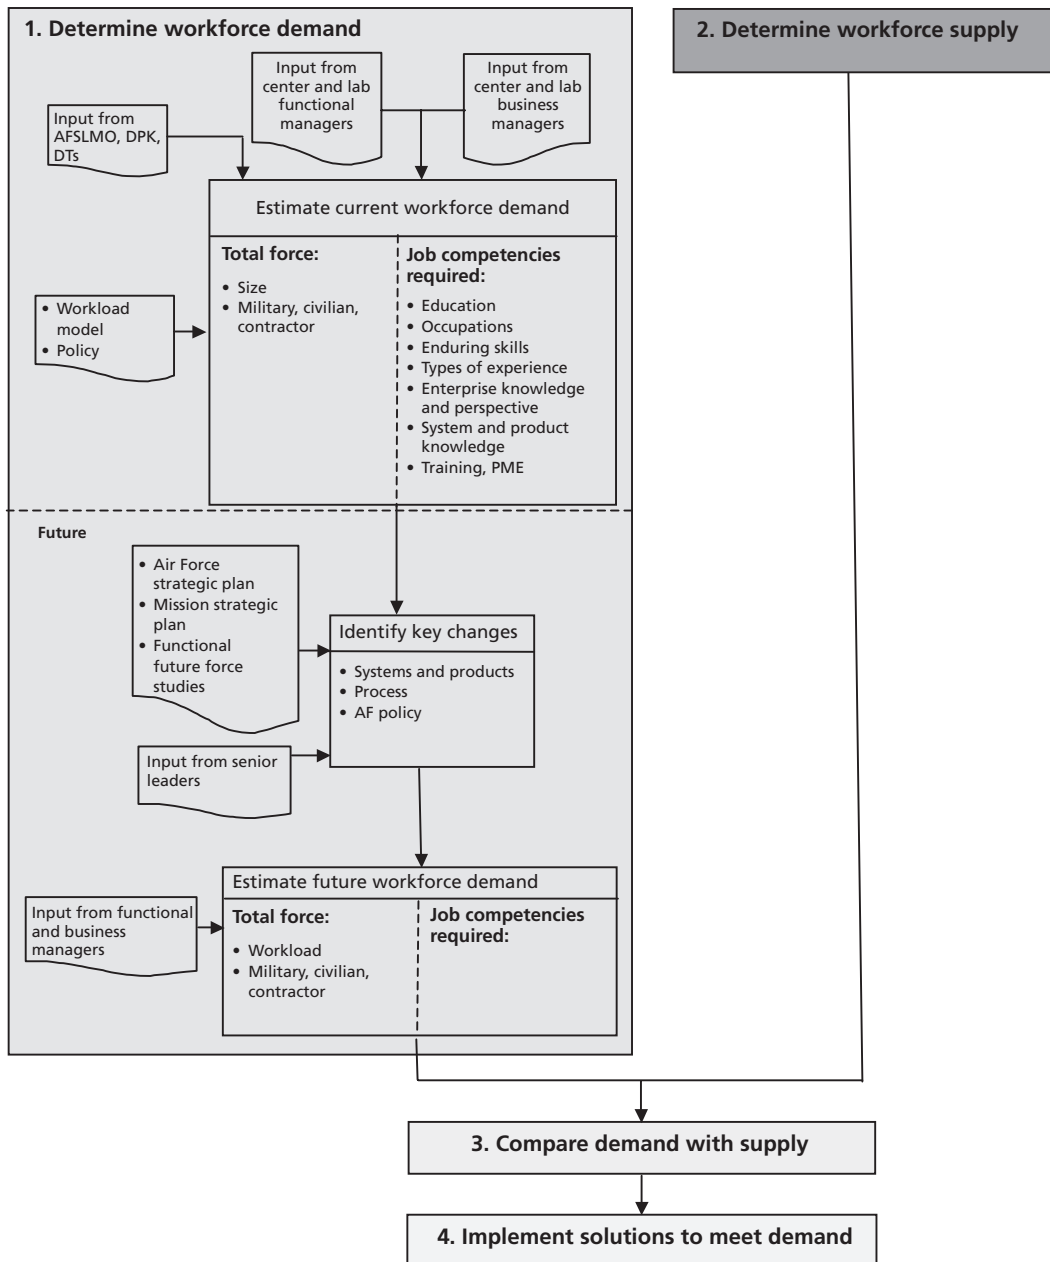 1. Determine workforce demand
2. Determine workforce supply
Input from
center and lab
functional
managers
Input from
center and lab
business
managers
Input from
AFSLMO, DPK,
DTs
Estimate current workforce demand
Total force:
• Size
• Military, civilian,
contractor
Job competencies
required:
• Education
• Occupations
• Enduring skills
• Types of experience
• Enterprise knowledge
and perspective
• System and product
knowledge
• Training, PME
• Workload
model
• Policy
Future
• Air Force
strategic plan
• Mission strategic
plan
• Functional
future force
studies
Identify key changes
• Systems and products
• Process
• AF policy
Input from senior
leaders
Estimate future workforce demand
Input from functional
and business
managers
Total force:
• Workload
• Military, civilian,
contractor
Job competencies
required:
3. Compare demand with supply
4. Implement solutions to meet demand